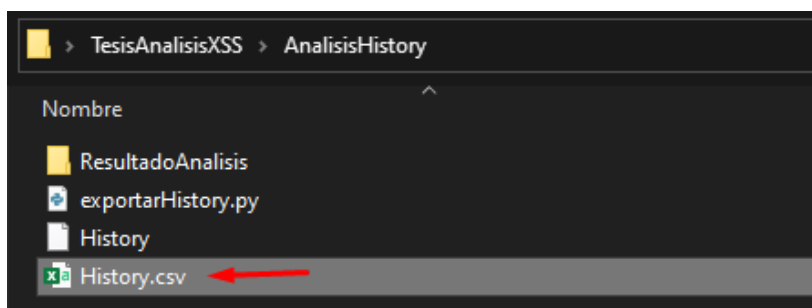 TesisAnalisisXSS > AnalisisHistory
Nombre
ResultadoAnalisis
exportarHistory.py
History
History.csv